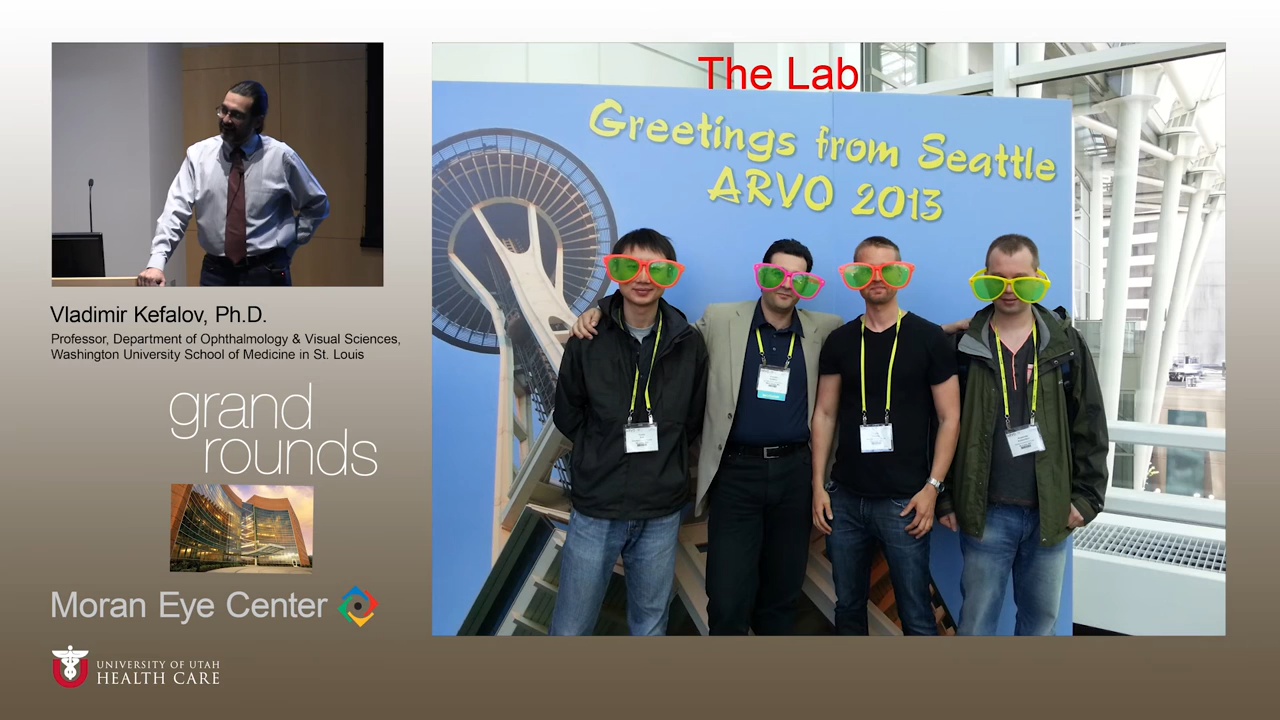 Vladimir Kefalov, Ph.D.
Professor, Department of Ophthalmology & Visual Sciences,
Washington University School of Medicine in St. Louis
grand
rounds
Moran Eye Center
UNIVERSITY OF UTAH
HEALTH CARE
The Lab
Greetings from Seattle
ARVO 2013